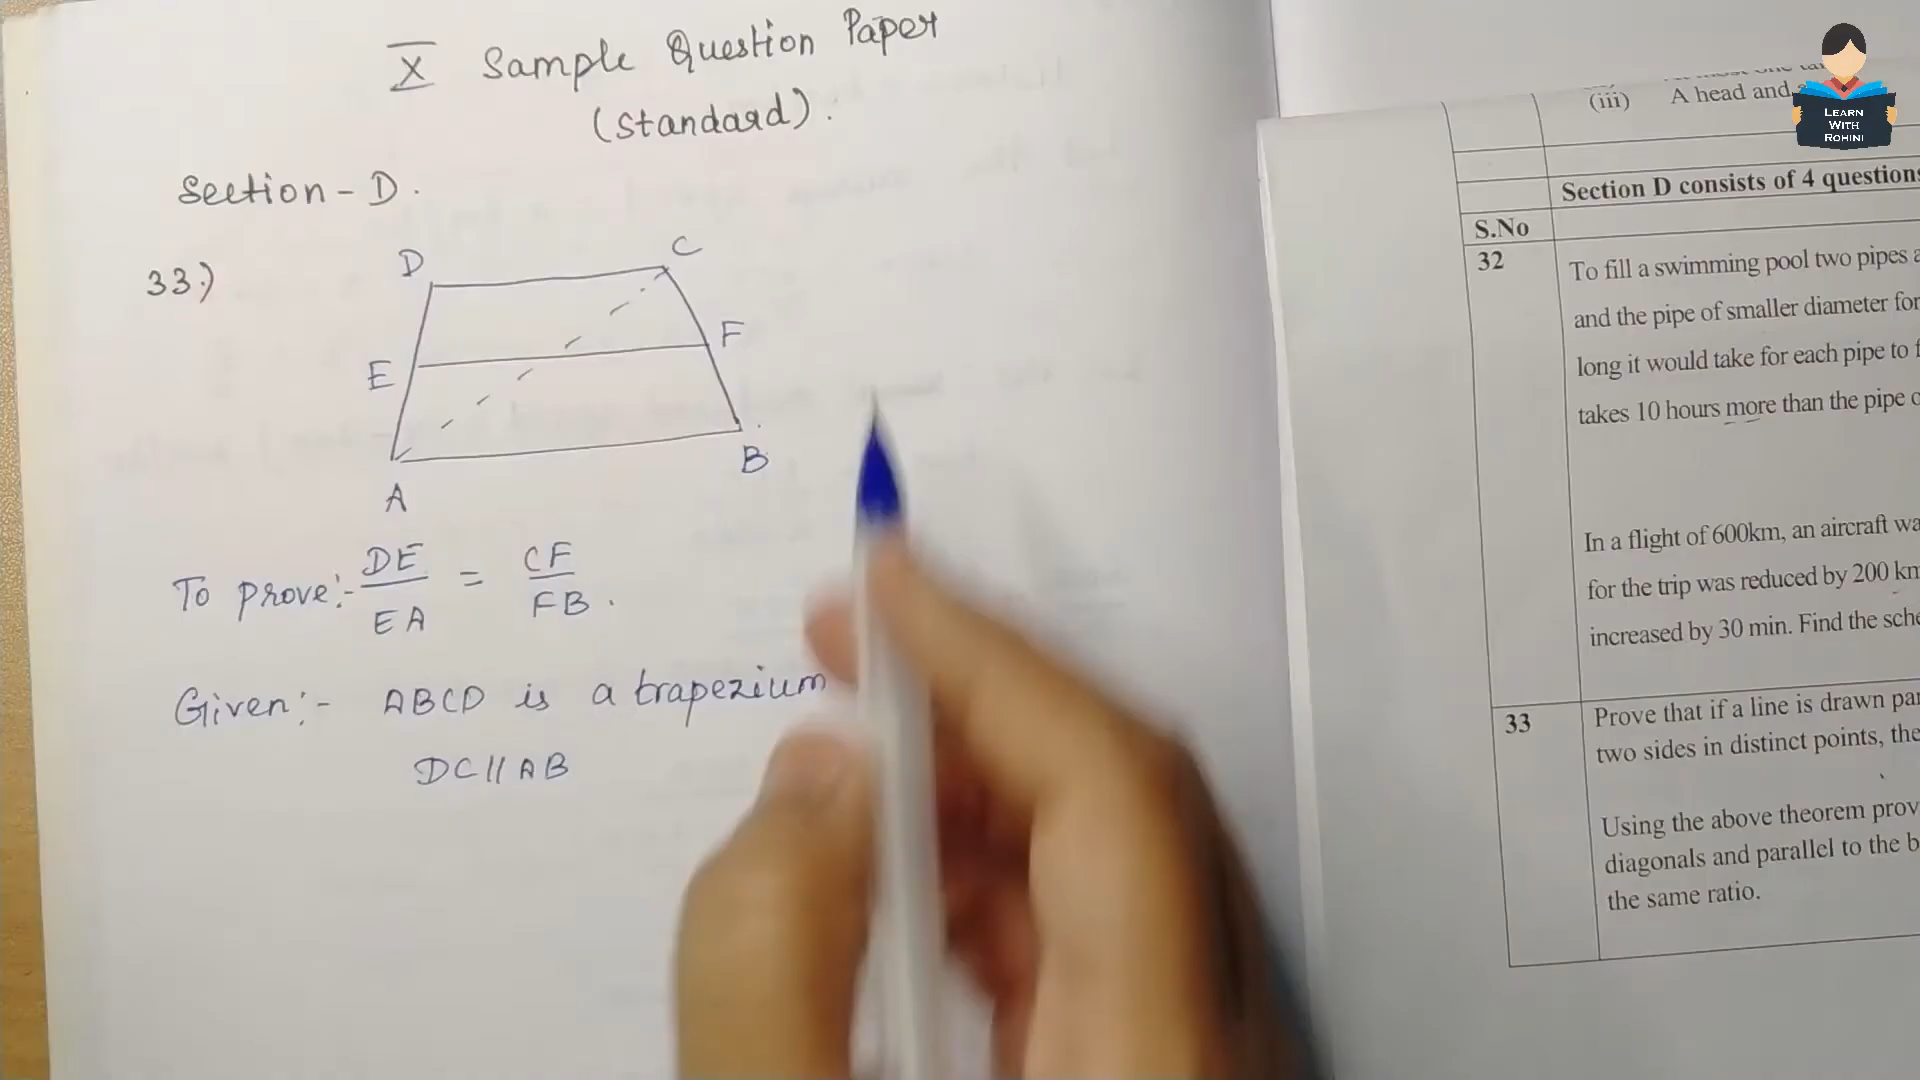 X Sample Question Paper
(Standard).
Section - D.
33.)
D
C
E
F
A
B
To prove:- DE/EA = CF/FB.
Given:- ABCD is a trapezium
DC // AB
(iii) A head and
LEARN
WITH
ROHINI
Section D consists of 4 questions
S.No
32
To fill a swimming pool two pipes a
and the pipe of smaller diameter for
long it would take for each pipe to f
takes 10 hours more than the pipe o
In a flight of 600km, an aircraft wa
for the trip was reduced by 200 km
increased by 30 min. Find the sche
33
Prove that if a line is drawn par
two sides in distinct points, the
Using the above theorem prov
diagonals and parallel to the b
the same ratio.